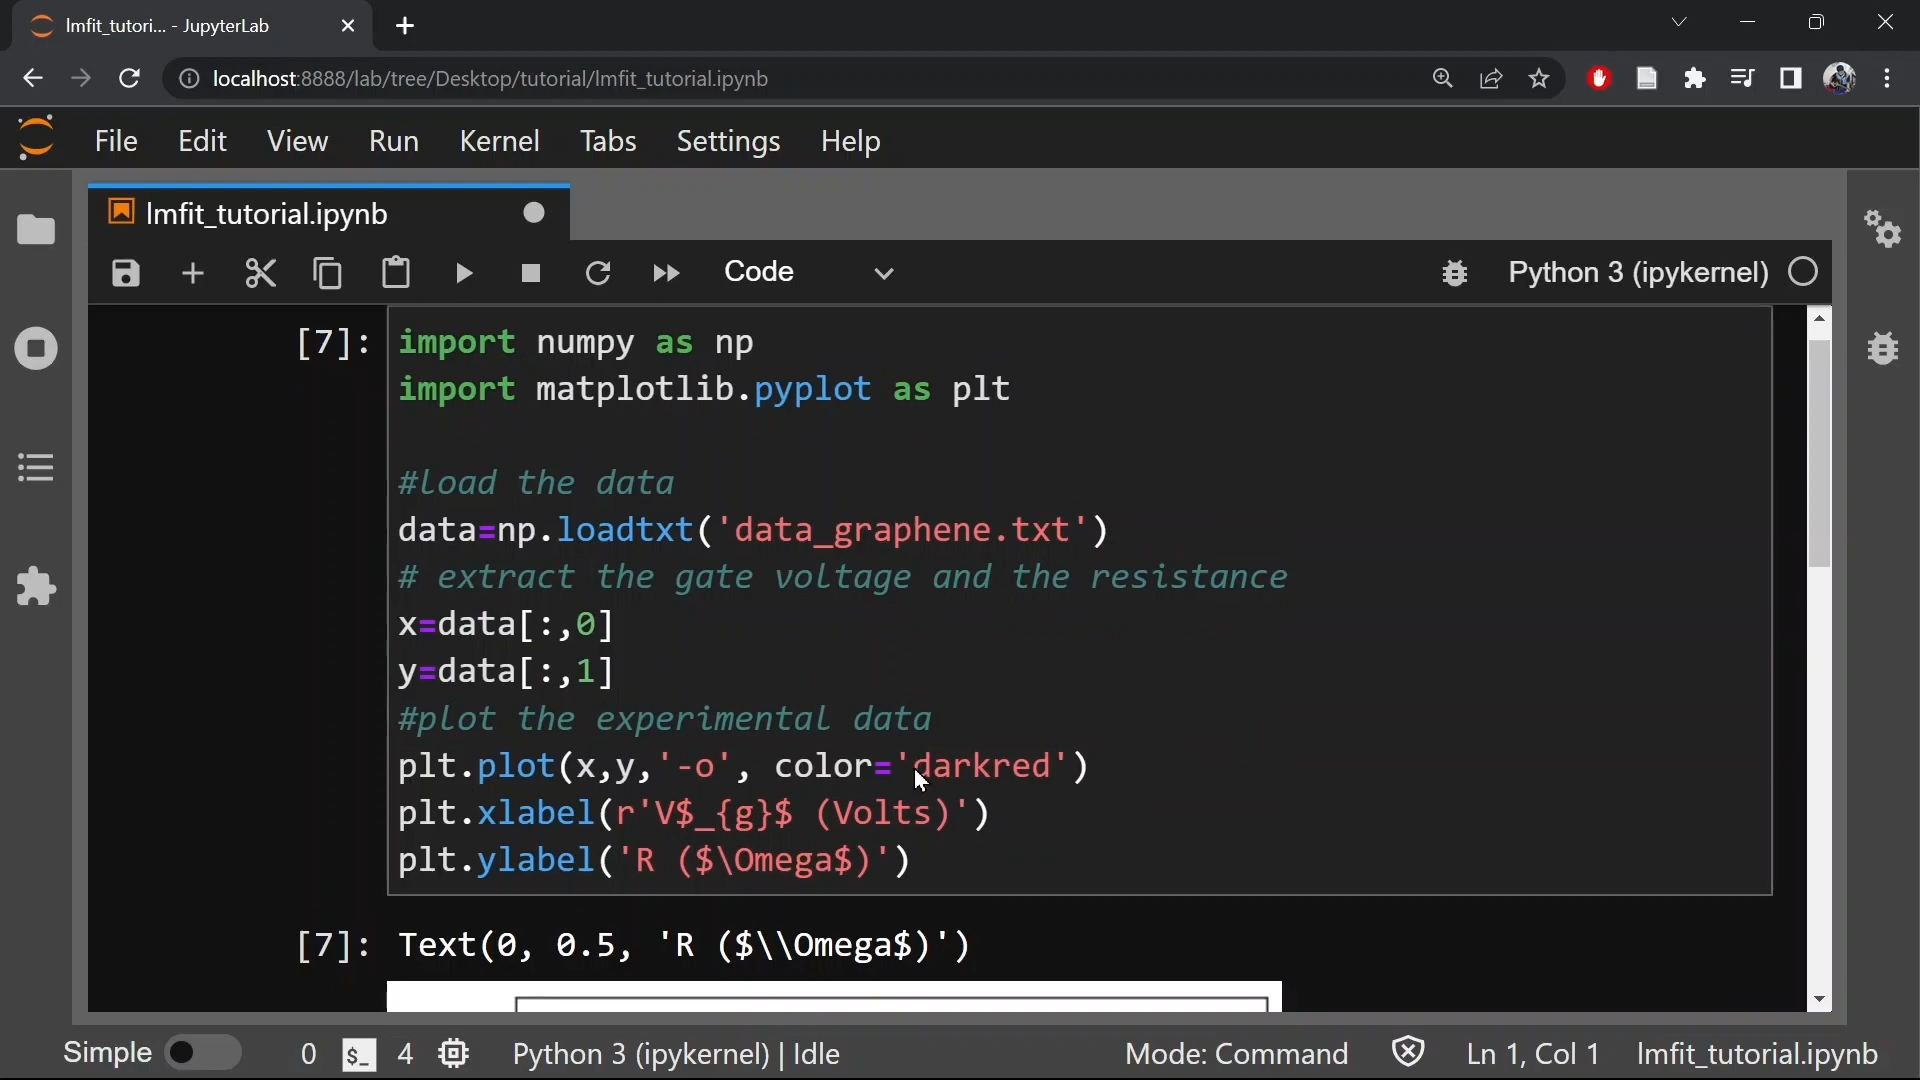 lmfit_tutori... - JupyterLab
localhost:8888/lab/tree/Desktop/tutorial/lmfit_tutorial.ipynb
File Edit View Run Kernel Tabs Settings Help
lmfit_tutorial.ipynb
Code Python 3 (ipykernel)
[7]: import numpy as np
import matplotlib.pyplot as plt
#load the data
data=np.loadtxt('data_graphene.txt')
# extract the gate voltage and the resistance
x=data[:,0]
y=data[:,1]
#plot the experimental data
plt.plot(x,y,'-o', color='darkred')
plt.xlabel(r'V$_{g}$ (Volts)')
plt.ylabel('R ($\Omega$)')
[7]: Text(0, 0.5, 'R ($\\Omega$)')
Simple 0 $_ 4 Python 3 (ipykernel) | Idle Mode: Command Ln 1, Col 1 lmfit_tutorial.ipynb